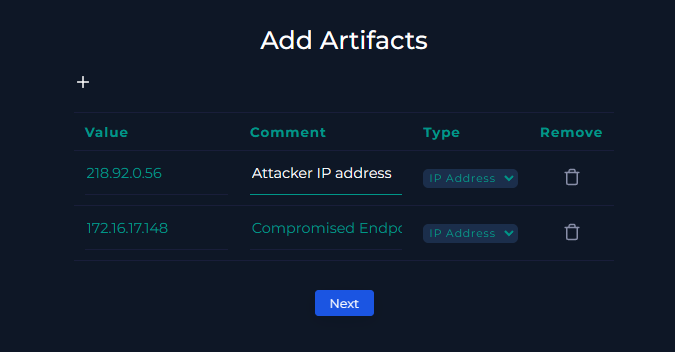 Add Artifacts
+
Value Comment Type Remove
218.92.0.56 Attacker IP address IP Address
172.16.17.148 Compromised Endpo IP Address
Next